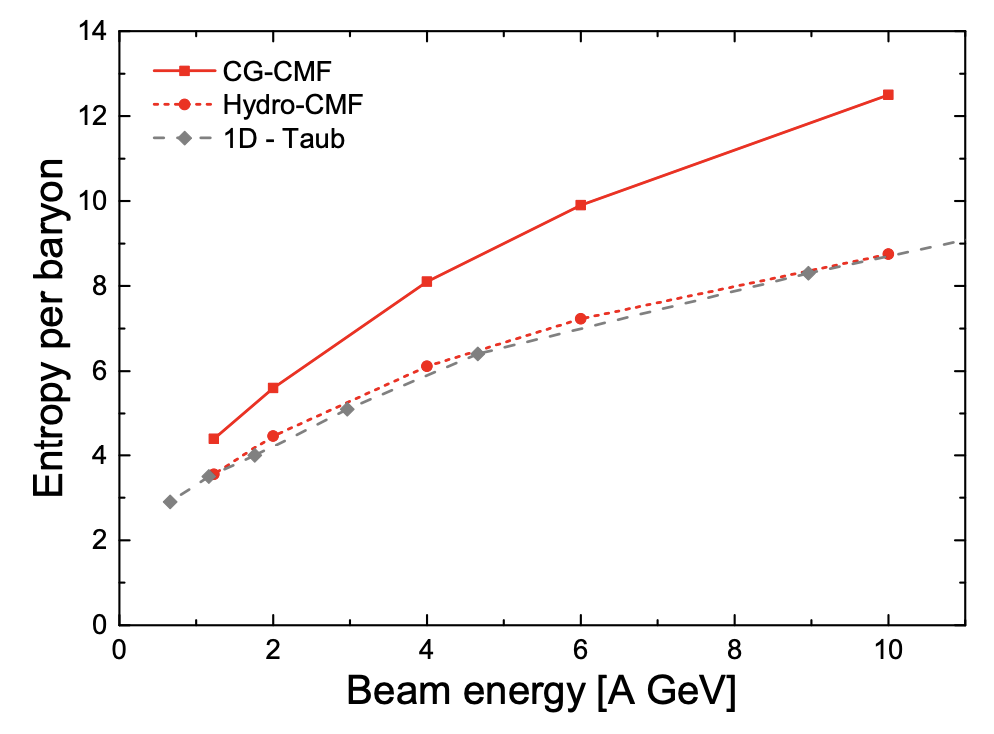 14
12
10
8
6
4
2
0
CG-CMF
Hydro-CMF
1D - Taub
Entropy per baryon
0 2 4 6 8 10
Beam energy [A GeV]